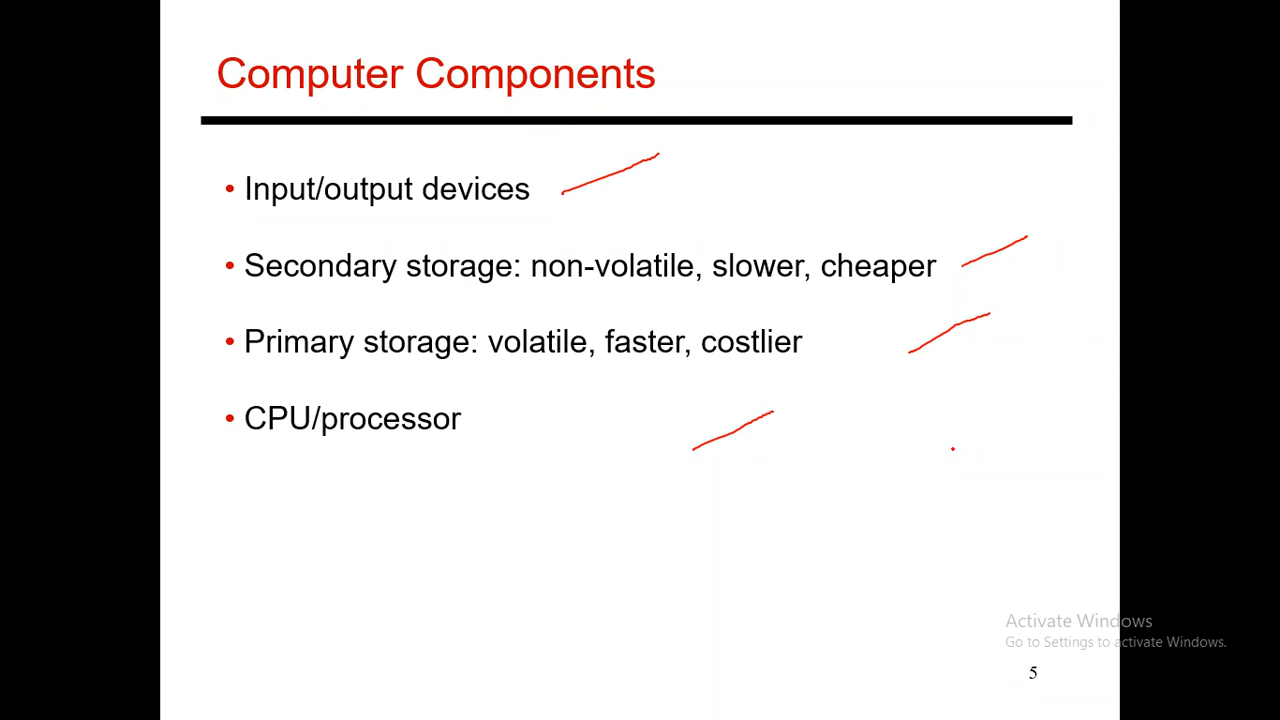 Computer Components
• Input/output devices
• Secondary storage: non-volatile, slower, cheaper
• Primary storage: volatile, faster, costlier
• CPU/processor
Activate Windows
Go to Settings to activate Windows.
5